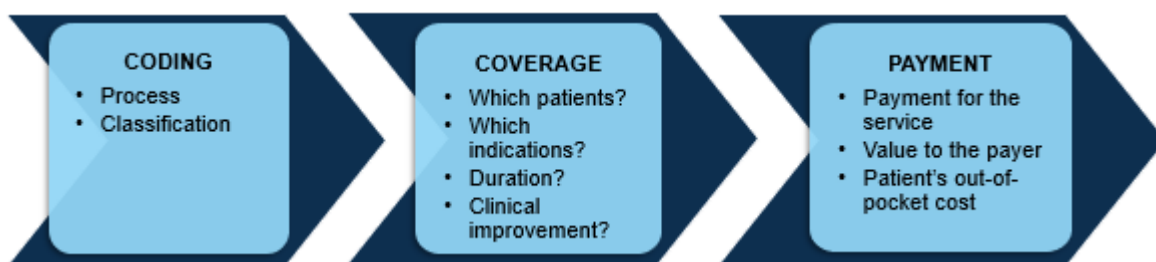 CODING
• Process
• Classification
COVERAGE
• Which patients?
• Which
indications?
• Duration?
• Clinical
improvement?
PAYMENT
• Payment for the
service
• Value to the payer
• Patient's out-of-
pocket cost